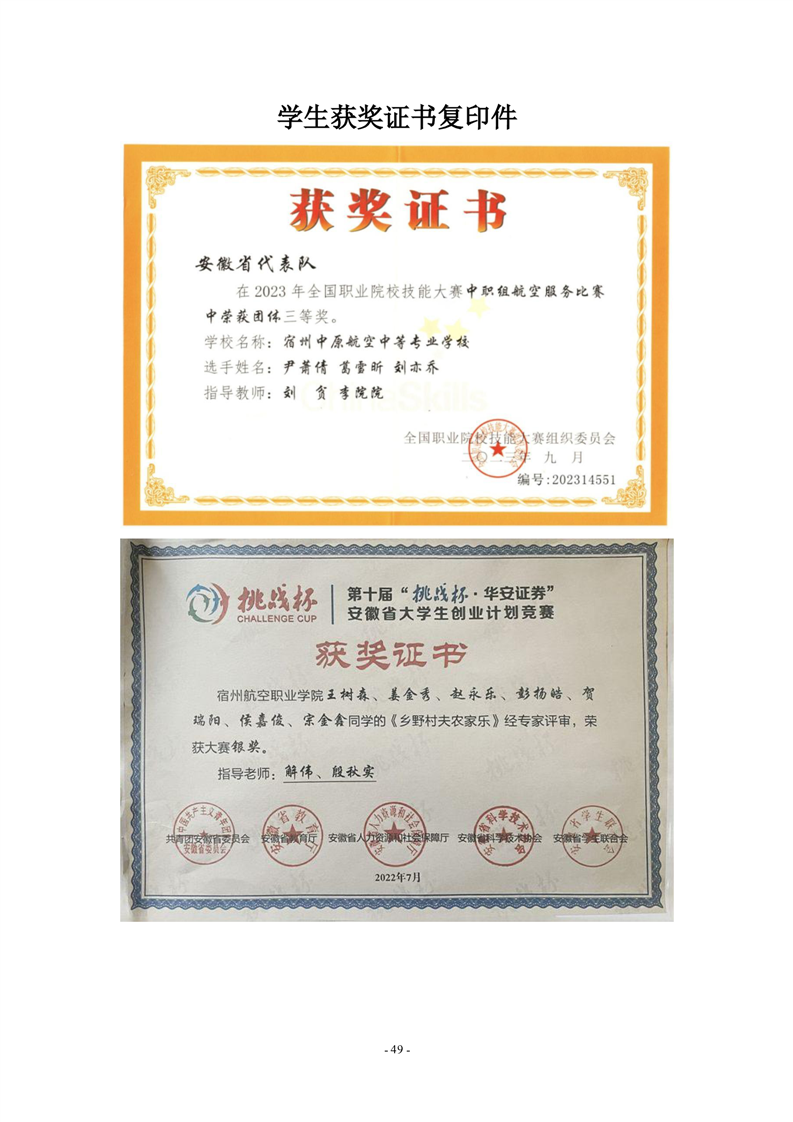 学生获奖证书复印件
获奖证书
安徽省代表队
在2023年全国职业院校技能大赛中职组航空服务比赛
中荣获团体三等奖。
学校名称：宿州中原航空中等专业学校
选手姓名：尹萧倩 葛雪昕 刘亦乔
指导教师：刘 贠 李院院
ChinaSkills
全国职业院校技能大赛组织委员会
二〇二三年 九 月
编号:202314551
挑战杯
CHALLENGE CUP
第十届“挑战杯·华安证券”
安徽省大学生创业计划竞赛
获奖证书
宿州航空职业学院王树森、姜金秀、赵永乐、彭扬皓、贺
瑞阳、侯嘉俊、宗金鑫同学的《乡野村夫农家乐》经专家评审，荣
获大赛银奖。
指导老师：解伟、殷秋实
共青团安徽省委员会 安徽省教育厅 安徽省人力资源和社会保障厅 安徽省科学技术协会 安徽省学生联合会
2022年7月
- 49 -